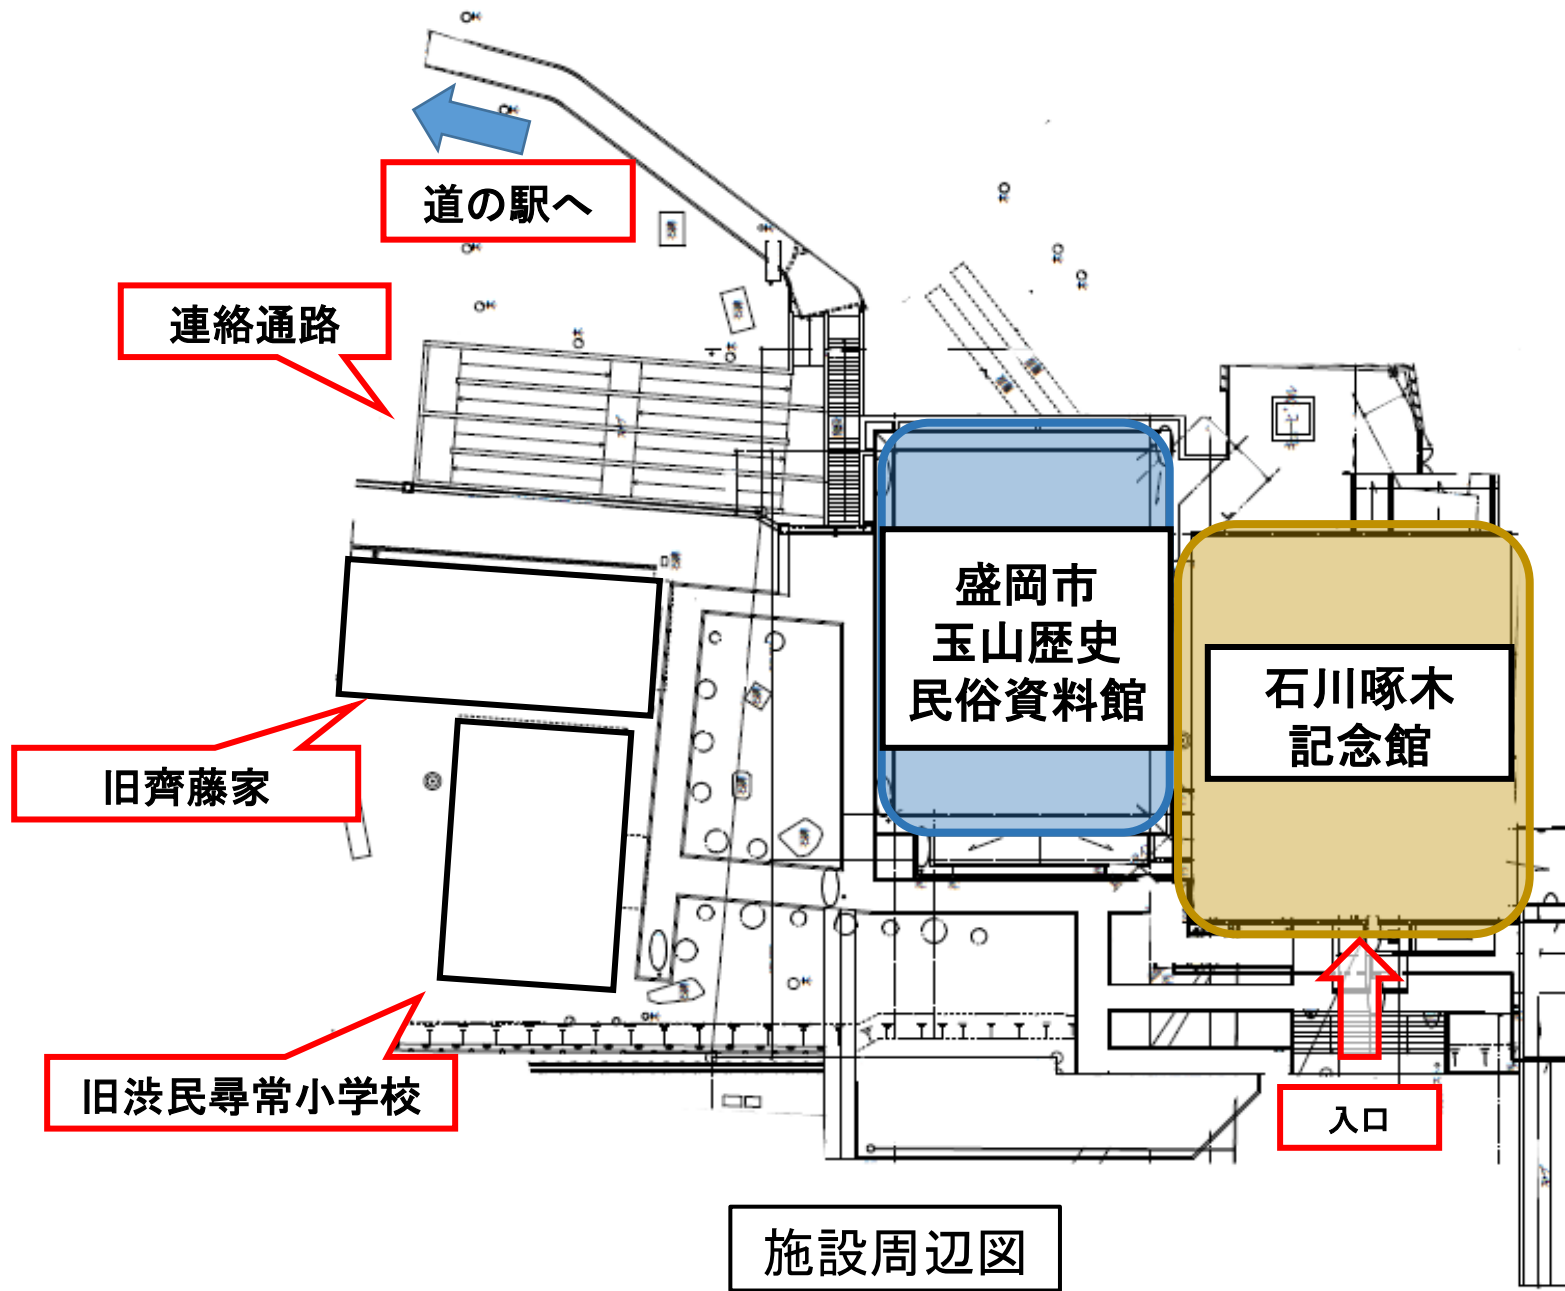 道の駅へ
連絡通路
盛岡市
玉山歴史
民俗資料館
石川啄木
記念館
旧齊藤家
旧渋民尋常小学校
入口
施設周辺図